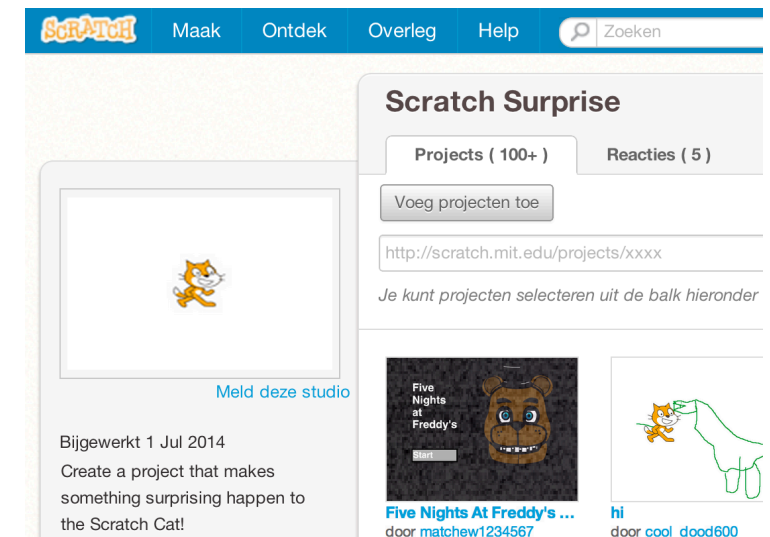 SCRATCH Maak Ontdek Overleg Help Zoeken
Scratch Surprise
Projects ( 100+ ) Reacties ( 5 )
Voeg projecten toe
http://scratch.mit.edu/projects/xxxx
Je kunt projecten selecteren uit de balk hieronder
Meld deze studio
Bijgewerkt 1 Jul 2014
Create a project that makes
something surprising happen to
the Scratch Cat!
Five
Nights
at
Freddy's
Start
Five Nights At Freddy's ...
door matchew1234567
hi
door cool_dood600